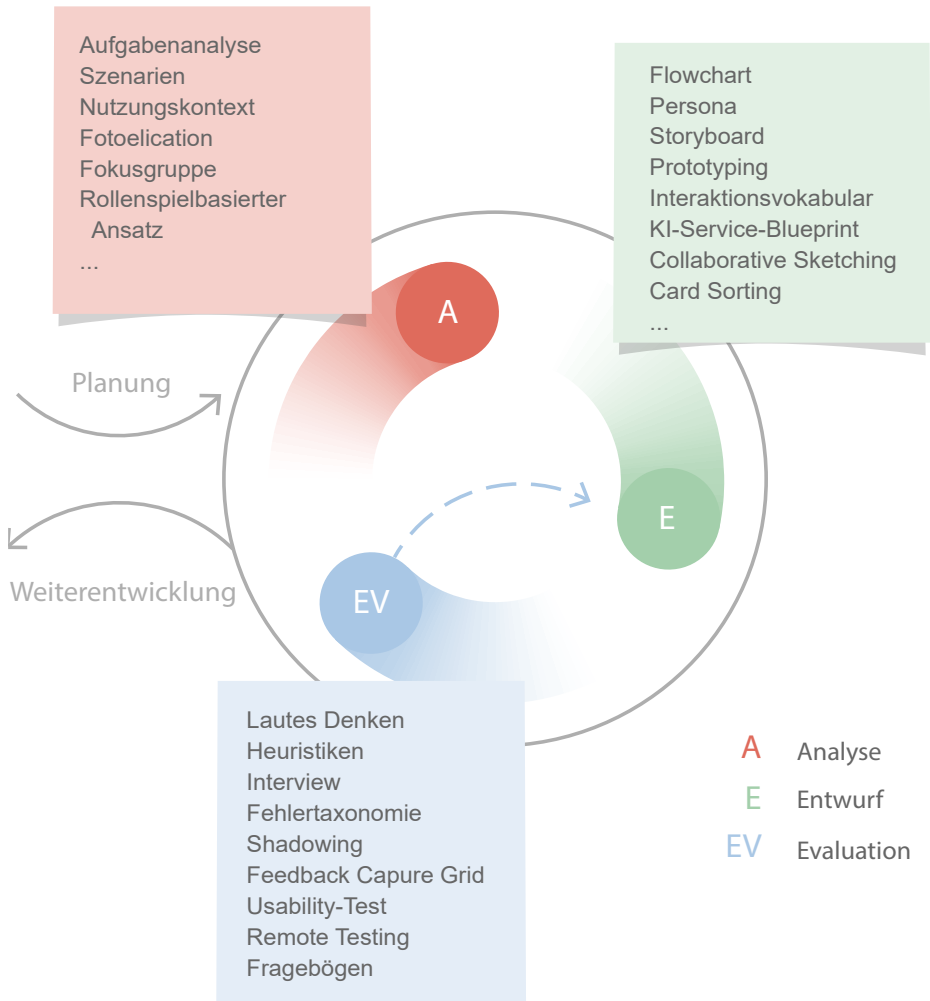 Aufgabenanalyse
Szenarien
Nutzungskontext
Fotoelication
Fokusgruppe
Rollenspielbasierter
Ansatz
...
Flowchart
Persona
Storyboard
Prototyping
Interaktionsvokabular
KI-Service-Blueprint
Collaborative Sketching
Card Sorting
...
A
Planung
E
Weiterentwicklung
EV
Lautes Denken
Heuristiken
Interview
Fehlertaxonomie
Shadowing
Feedback Capure Grid
Usability-Test
Remote Testing
Fragebögen
A Analyse
E Entwurf
EV Evaluation